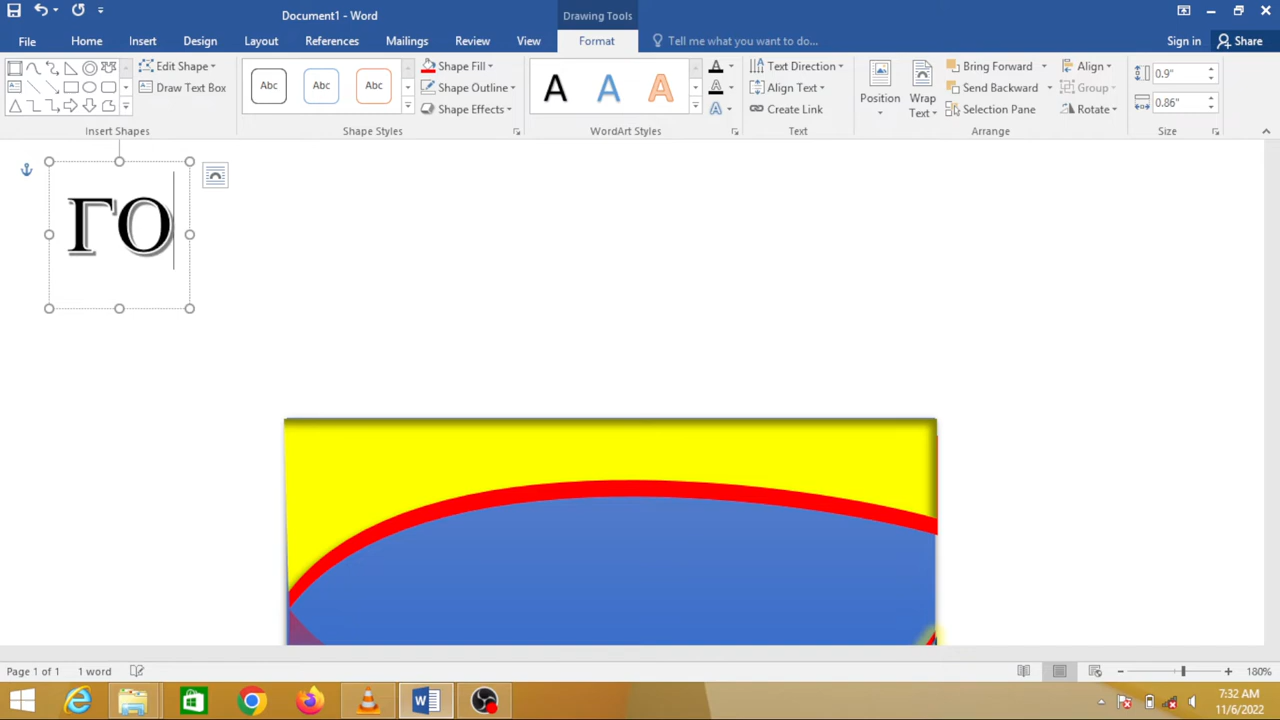 Document1 - Word
Drawing Tools
File
Home
Insert
Design
Layout
References
Mailings
Review
View
Format
Tell me what you want to do...
Sign in
Share
Edit Shape
Draw Text Box
Insert Shapes
Abc
Abc
Abc
Shape Fill
Shape Outline
Shape Effects
Shape Styles
A
A
A
A
A
A
WordArt Styles
Text Direction
Align Text
Create Link
Text
Position
Wrap
Text
Bring Forward
Send Backward
Selection Pane
Align
Group
Rotate
Arrange
0.9"
0.86"
Size
ГО
Page 1 of 1
1 word
180%
7:32 AM
11/6/2022